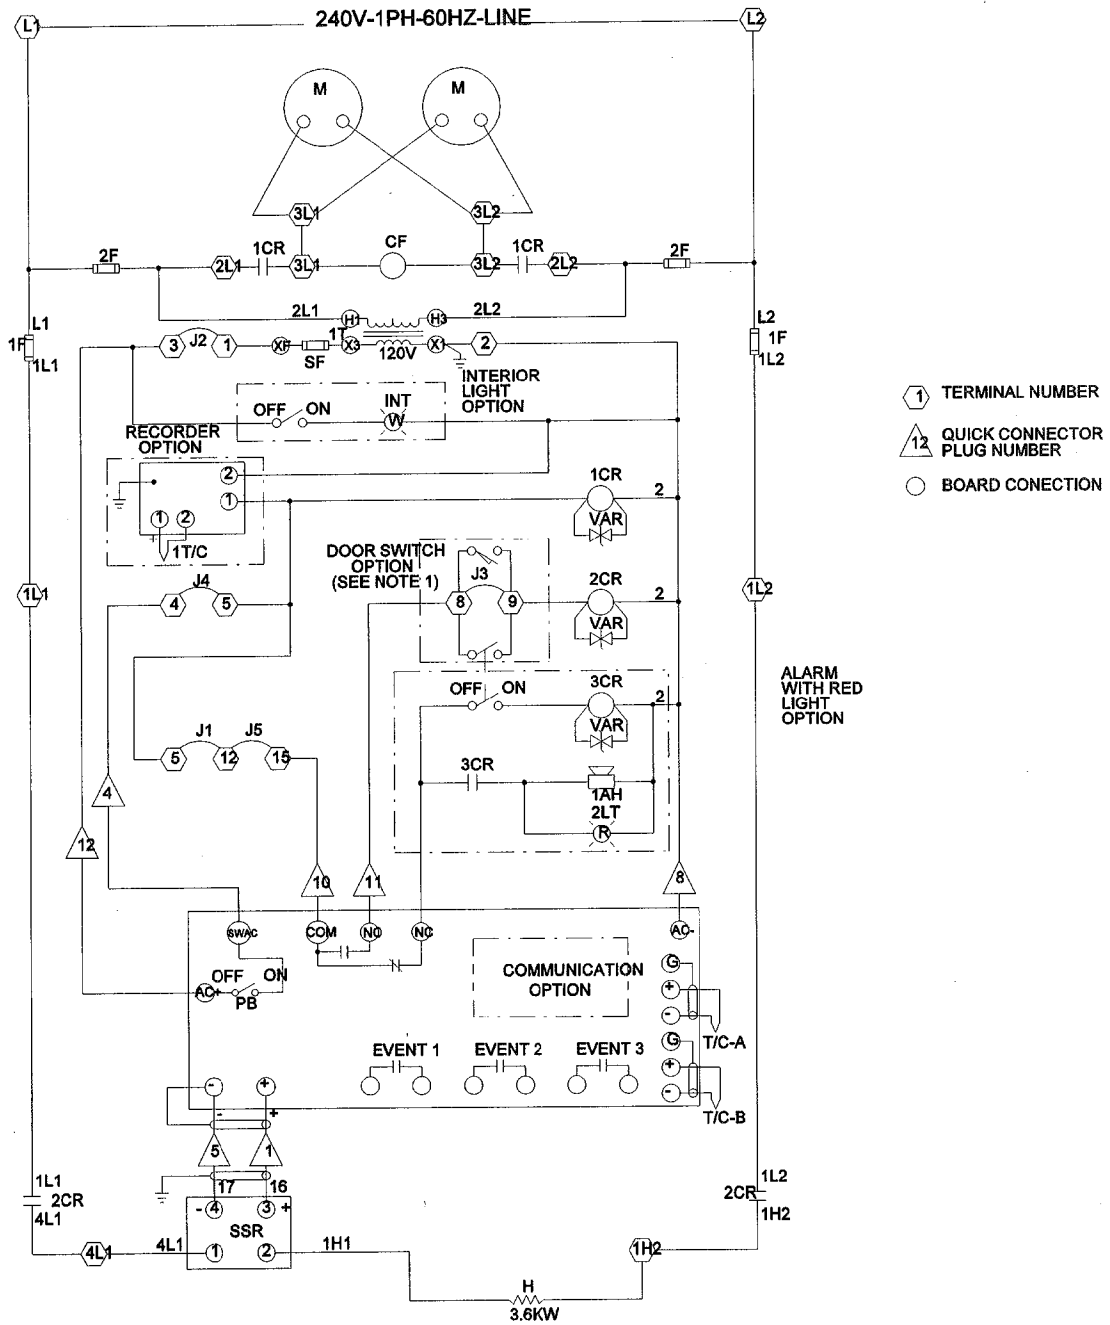 L1
240V-1PH-60HZ-LINE
L2
M
M
3L1
3L2
2F
2L1
1CR
3L1
CF
3L2
1CR
2L2
2F
2L1
H1
H3
2L2
L1
1F
1L1
3
J2
1
XF
SF
1T
X3
120V
X1
2
L2
1F
1L2
INTERIOR
LIGHT
OPTION
OFF
ON
INT
W
RECORDER
OPTION
2
1
1
2
+
1T/C
1
TERMINAL NUMBER
12
QUICK CONNECTOR
PLUG NUMBER
BOARD CONECTION
1CR
2
VAR
DOOR SWITCH
OPTION
(SEE NOTE 1)
J3
8
9
2CR
2
VAR
1L1
J4
4
5
1L2
OFF
ON
3CR
2
VAR
ALARM
WITH RED
LIGHT
OPTION
J1
J5
5
12
15
3CR
1AH
2LT
R
4
12
10
11
8
SWAC
COM
NO
NC
AC-
OFF
ON
AC+
PB
COMMUNICATION
OPTION
G
+
-
T/C-A
G
+
-
T/C-B
EVENT 1
EVENT 2
EVENT 3
-
+
-
+
5
1
17
16
- 4
3 +
SSR
1
2
1L1
2CR
4L1
4L1
4L1
1H1
H
3.6KW
1H2
1L2
2CR
1H2